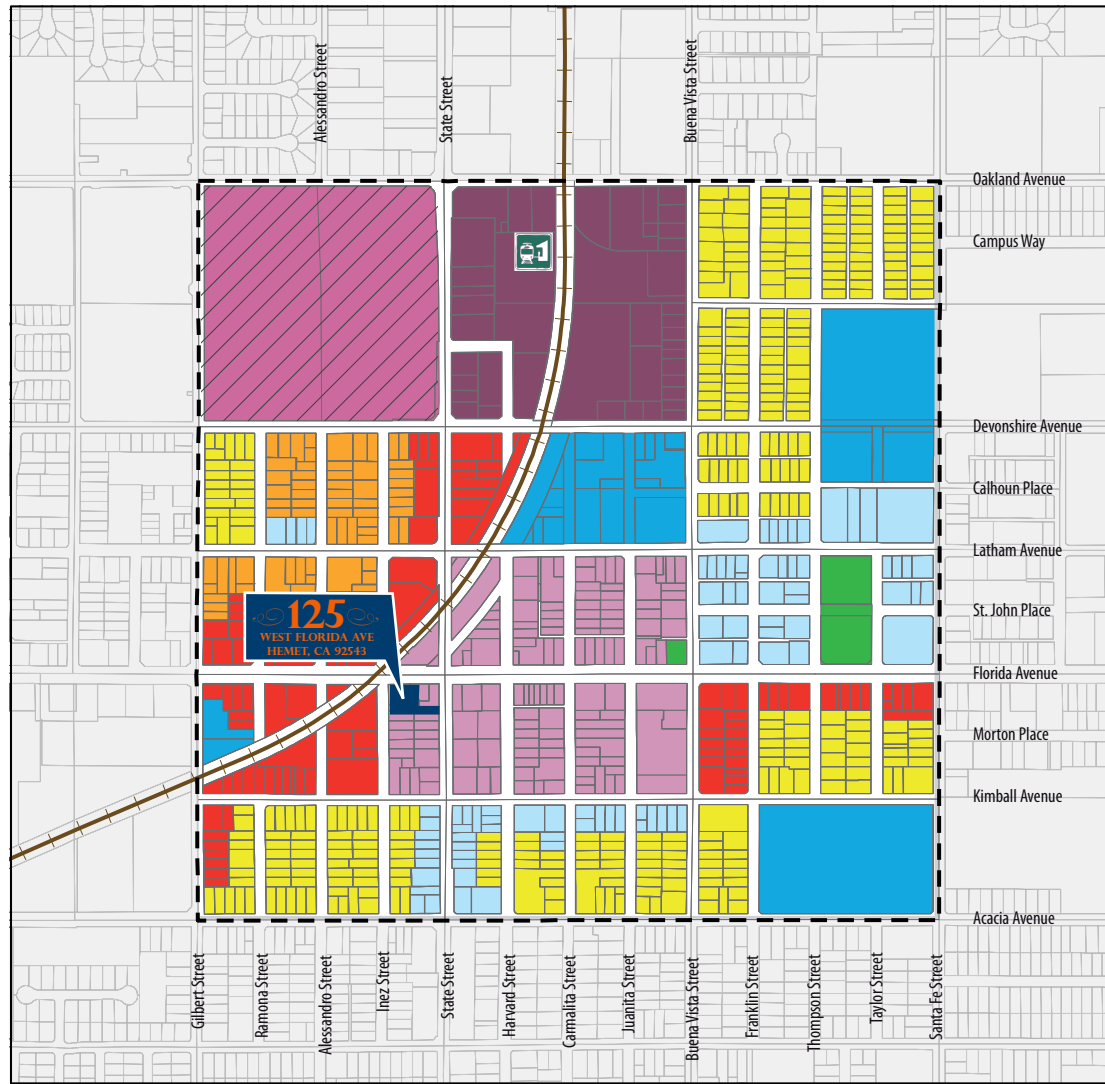 Alessandro Street
State Street
Buena Vista Street
Oakland Avenue
Campus Way
Devonshire Avenue
Calhoun Place
Latham Avenue
St. John Place
125
WEST FLORIDA AVE
HEMET, CA 92543
Florida Avenue
Morton Place
Kimball Avenue
Acacia Avenue
Gilbert Street
Ramona Street
Alessandro Street
Inez Street
State Street
Harvard Street
Carmalita Street
Juanita Street
Buena Vista Street
Franklin Street
Thompson Street
Taylor Street
Santa Fe Street